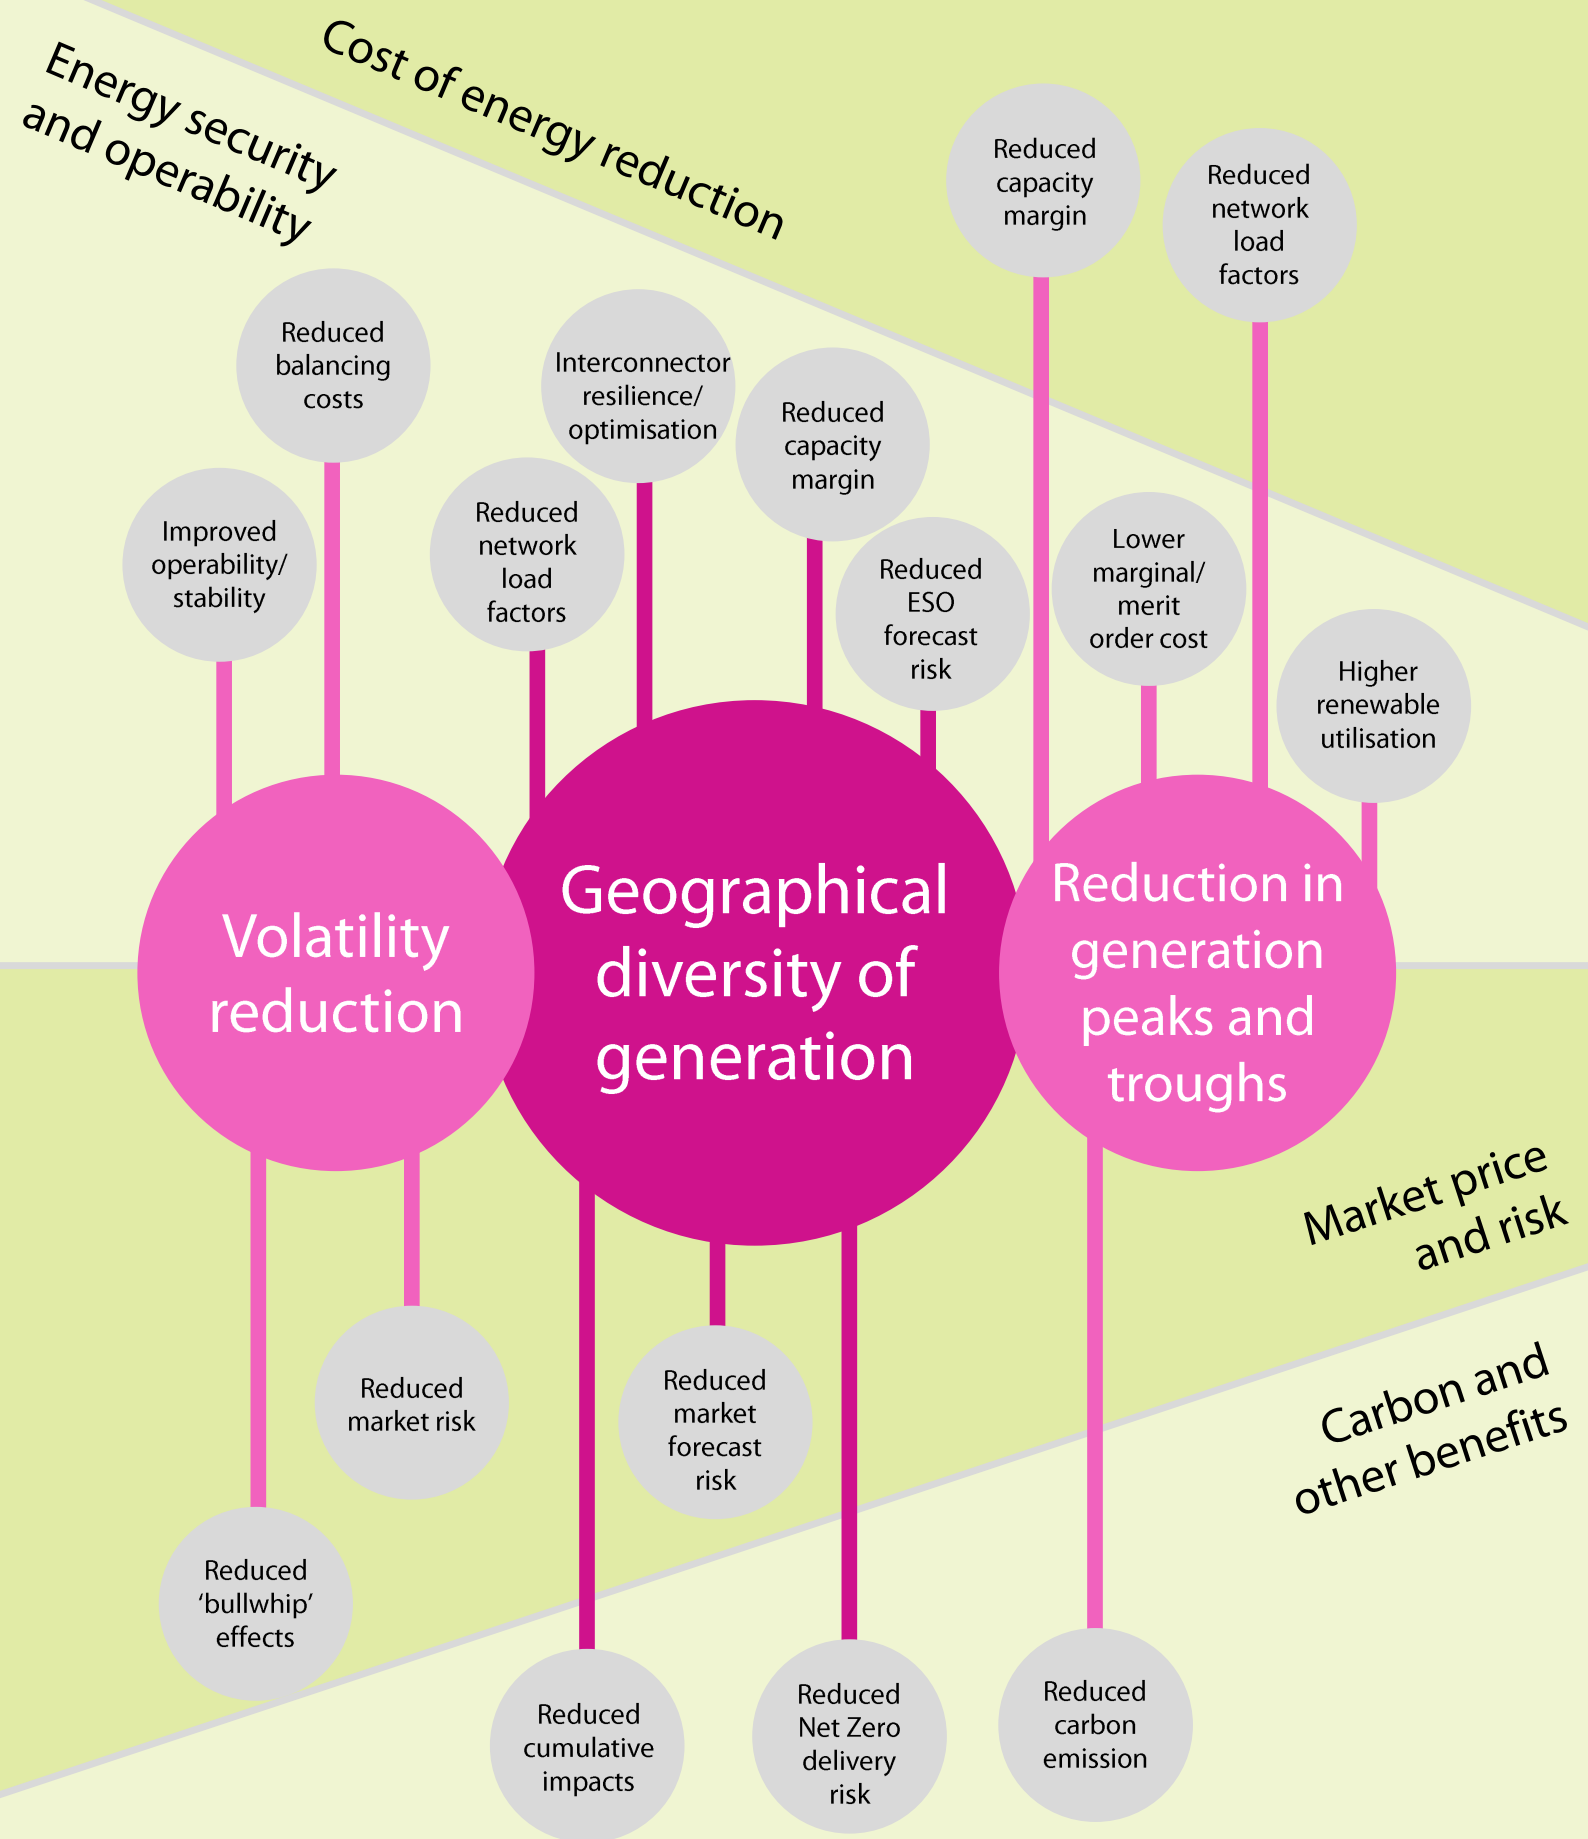 Cost of energy reduction
Energy security
and operability
Reduced
capacity
margin
Reduced
network
load
factors
Reduced
balancing
costs
Interconnector
resilience/
optimisation
Reduced
capacity
margin
Improved
operability/
stability
Reduced
network
load
factors
Reduced
ESO
forecast
risk
Lower
marginal/
merit
order cost
Higher
renewable
utilisation
Volatility
reduction
Geographical
diversity of
generation
Reduction in
generation
peaks and
troughs
Market price
and risk
Reduced
market risk
Reduced
market
forecast
risk
Carbon and
other benefits
Reduced
‘bullwhip’
effects
Reduced
cumulative
impacts
Reduced
Net Zero
delivery
risk
Reduced
carbon
emission